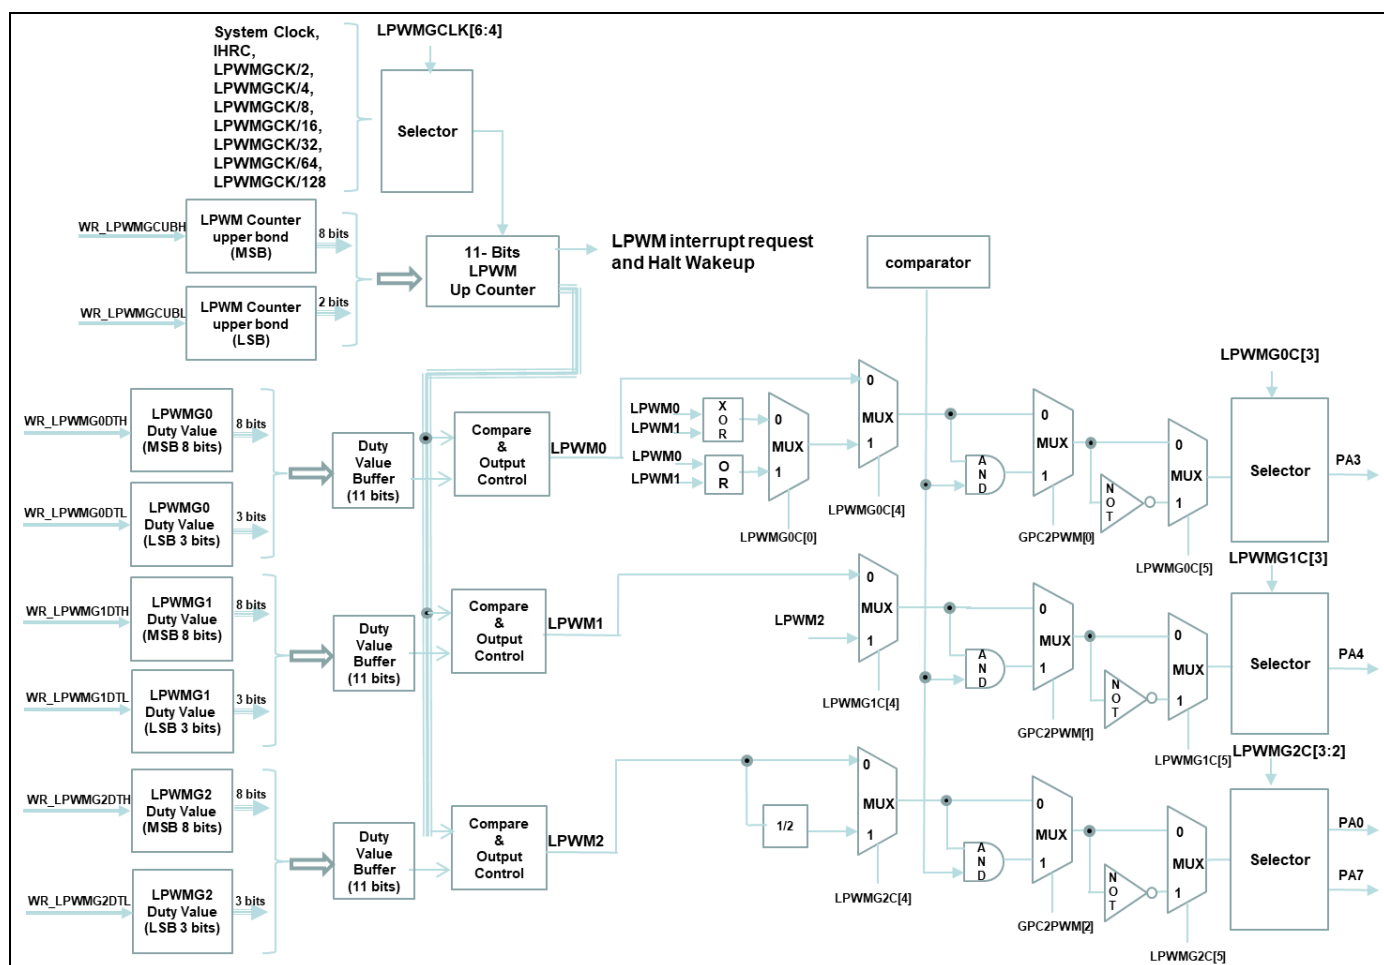 System Clock,
IHRC,
LPWMGCK/2,
LPWMGCK/4,
LPWMGCK/8,
LPWMGCK/16,
LPWMGCK/32,
LPWMGCK/64,
LPWMGCK/128
LPWMGCLK[6:4]
Selector
WR_LPWMGCUBH
LPWM Counter
upper bond
(MSB)
8 bits
WR_LPWMGCUBL
LPWM Counter
upper bond
(LSB)
2 bits
11- Bits
LPWM
Up Counter
LPWM interrupt request
and Halt Wakeup
comparator
WR_LPWMG0DTH
LPWMG0
Duty Value
(MSB 8 bits)
8 bits
WR_LPWMG0DTL
LPWMG0
Duty Value
(LSB 3 bits)
3 bits
Duty
Value
Buffer
(11 bits)
Compare
&
Output
Control
LPWM0
LPWM0
LPWM1
XOR
LPWM0
LPWM1
OR
0
MUX
1
LPWMG0C[0]
0
MUX
1
LPWMG0C[4]
AND
0
MUX
1
GPC2PWM[0]
NOT
0
MUX
1
LPWMG0C[5]
LPWMG0C[3]
Selector
PA3
WR_LPWMG1DTH
LPWMG1
Duty Value
(MSB 8 bits)
8 bits
WR_LPWMG1DTL
LPWMG1
Duty Value
(LSB 3 bits)
3 bits
Duty
Value
Buffer
(11 bits)
Compare
&
Output
Control
LPWM1
LPWM2
0
MUX
1
LPWMG1C[4]
AND
0
MUX
1
GPC2PWM[1]
NOT
0
MUX
1
LPWMG1C[5]
LPWMG1C[3]
Selector
PA4
WR_LPWMG2DTH
LPWMG2
Duty Value
(MSB 8 bits)
8 bits
WR_LPWMG2DTL
LPWMG2
Duty Value
(LSB 3 bits)
3 bits
Duty
Value
Buffer
(11 bits)
Compare
&
Output
Control
LPWM2
1/2
0
MUX
1
LPWMG2C[4]
AND
0
MUX
1
GPC2PWM[2]
NOT
0
MUX
1
LPWMG2C[5]
LPWMG2C[3:2]
Selector
PA0
PA7